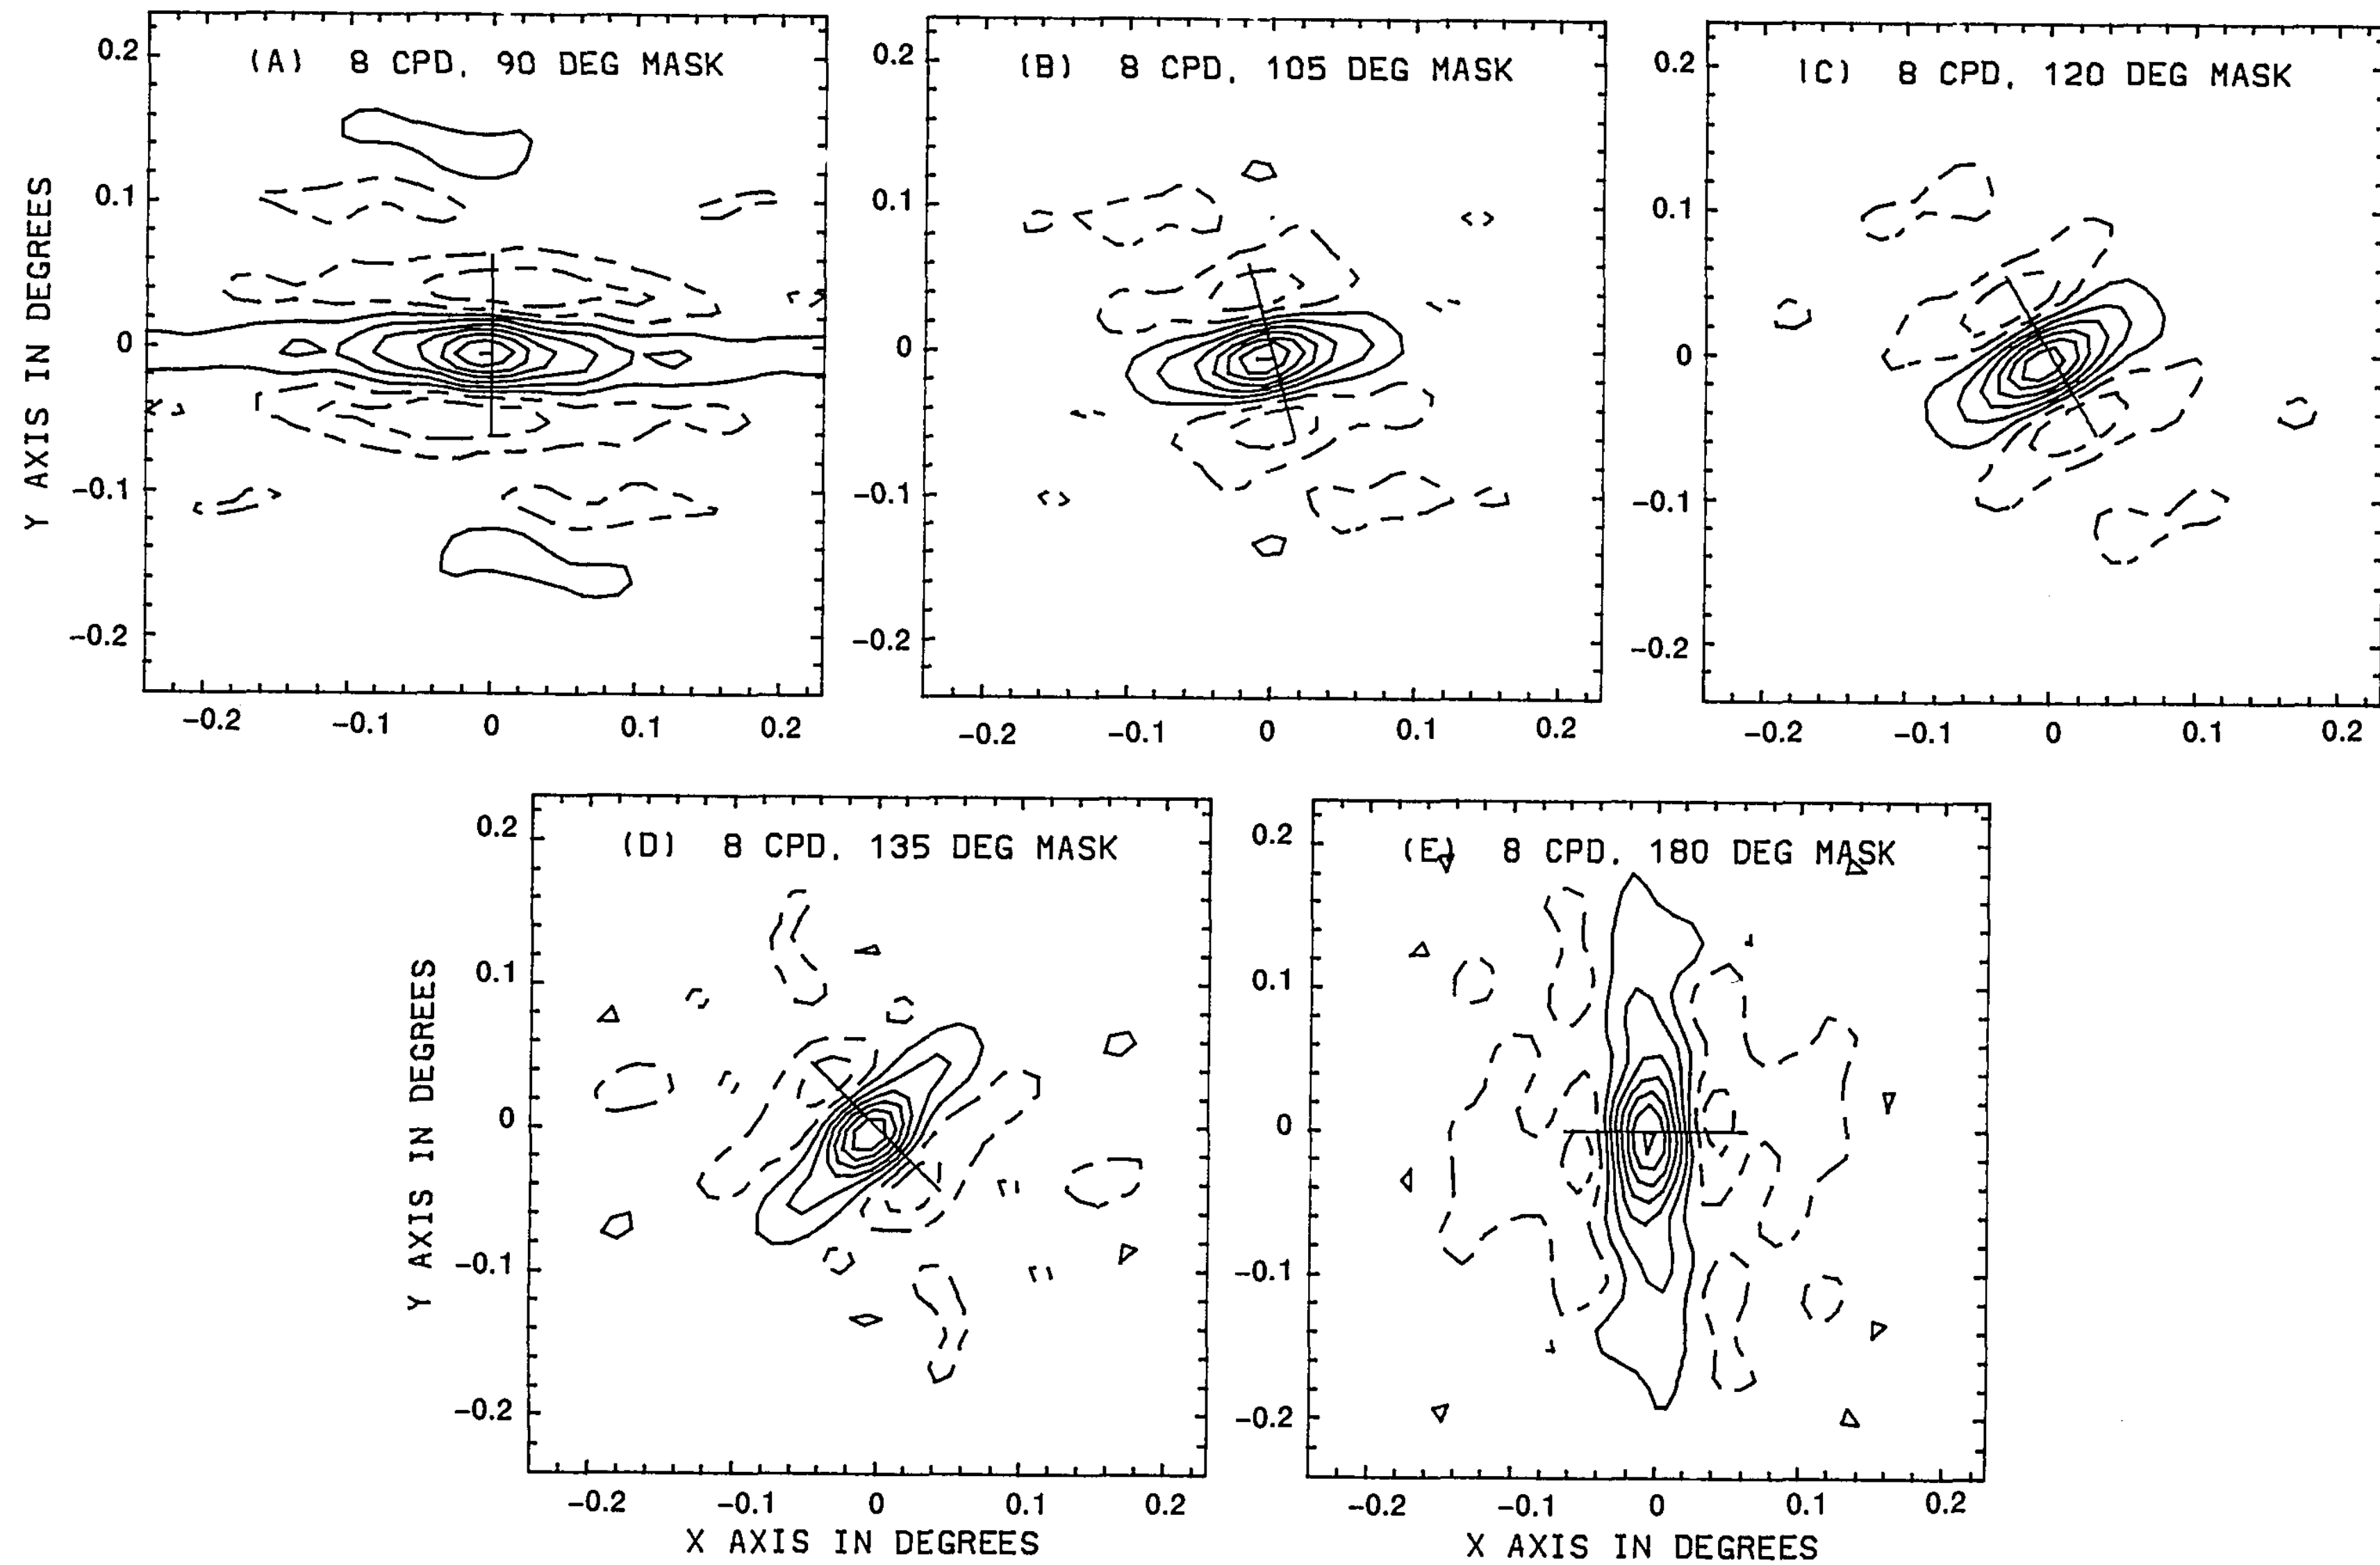 (A) 8 CPD, 90 DEG MASK
(B) 8 CPD, 105 DEG MASK
(C) 8 CPD, 120 DEG MASK
Y AXIS IN DEGREES
0.2
0.1
0
-0.1
-0.2
0.2
0.1
0
-0.1
-0.2
0.2
0.1
0
-0.1
-0.2
-0.2 -0.1 0 0.1 0.2
-0.2 -0.1 0 0.1 0.2
-0.2 -0.1 0 0.1 0.2
(D) 8 CPD, 135 DEG MASK
(E) 8 CPD, 180 DEG MASK
Y AXIS IN DEGREES
0.2
0.1
0
-0.1
-0.2
0.2
0.1
0
-0.1
-0.2
-0.2 -0.1 0 0.1 0.2
-0.2 -0.1 0 0.1 0.2
X AXIS IN DEGREES
X AXIS IN DEGREES